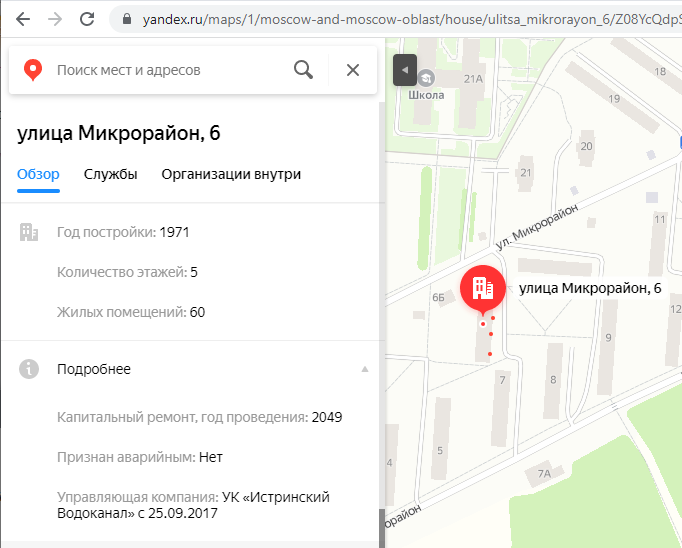 yandex.ru/maps/1/moscow-and-moscow-oblast/house/ulitsa_mikrorayon_6/Z08YcQdpS
Поиск мест и адресов
улица Микрорайон, 6
Обзор Службы Организации внутри
Год постройки: 1971
Количество этажей: 5
Жилых помещений: 60
Подробнее
Капитальный ремонт, год проведения: 2049
Признан аварийным: Нет
Управляющая компания: УК «Истринский
Водоканал» с 25.09.2017
21А
Школа
18
19
20
21
11
ул. Микрорайон
улица Микрорайон, 6
6Б
12
9
7
8
4
5
7А
крорайон